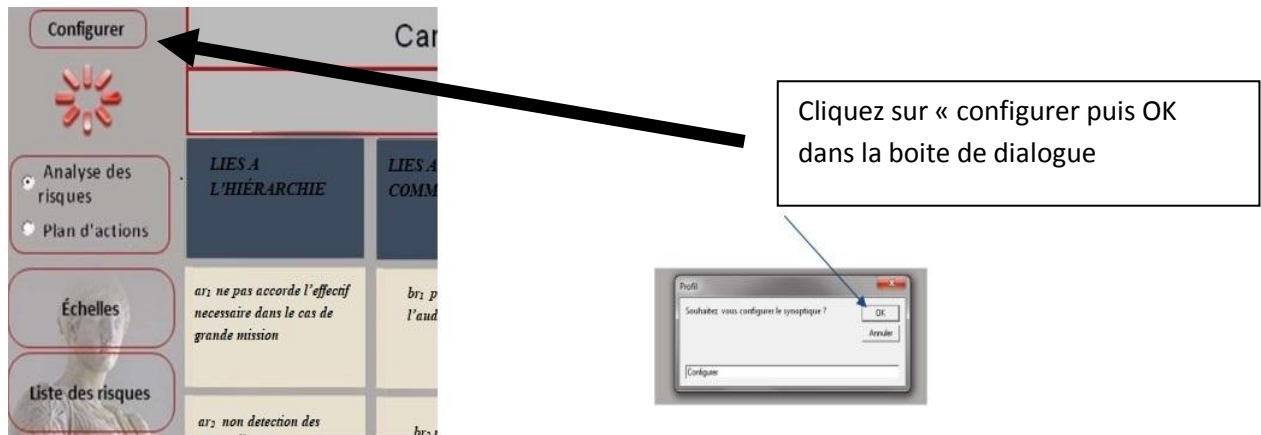 Configurer
Car
Cliquez sur « configurer puis OK
dans la boite de dialogue
Analyse des
risques
Plan d'actions
LIES A
L'HIÉRARCHIE
LIES A
COMM
Échelles
Liste des risques
ar₁ ne pas accorde l'effectif
necessaire dans le cas de
grande mission
br₁ p
l'aud
ar₂ non detection des
Profil
Souhaitez vous configurer le synoptique ?
OK
Annuler
Configurer